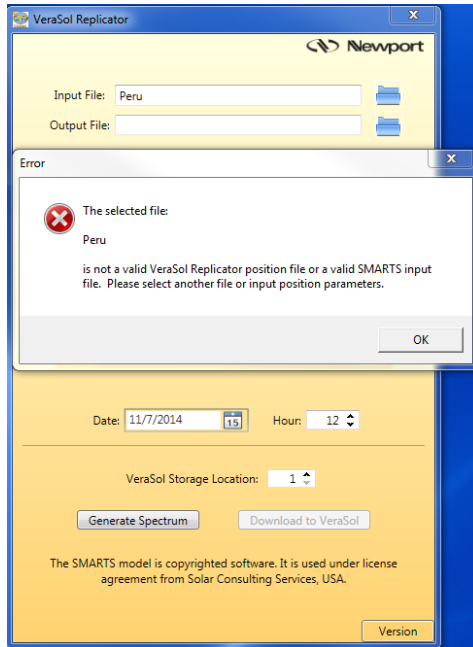 VeraSol Replicator
X
Newport
Input File: Peru
Output File:
Error
X
The selected file:
Peru
is not a valid VeraSol Replicator position file or a valid SMARTS input
file. Please select another file or input position parameters.
OK
Date: 11/7/2014 15 Hour: 12
VeraSol Storage Location: 1
Generate Spectrum Download to VeraSol
The SMARTS model is copyrighted software. It is used under license
agreement from Solar Consulting Services, USA.
Version